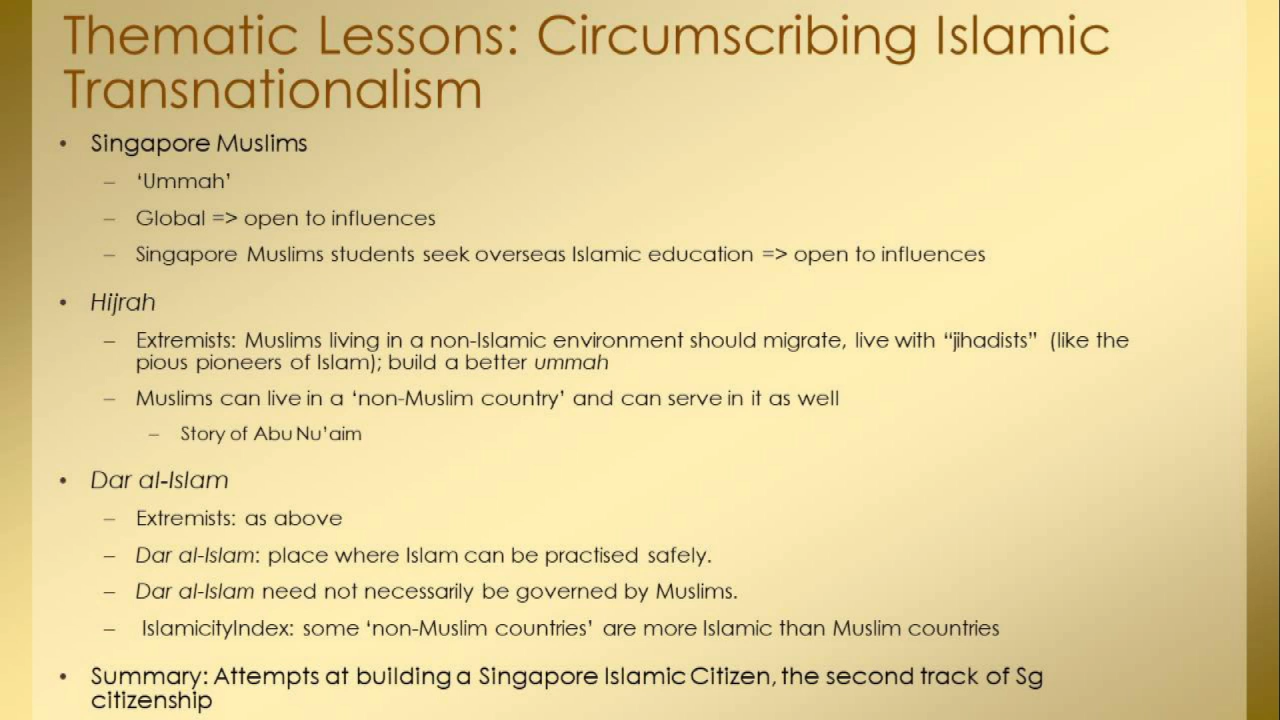 Thematic Lessons: Circumscribing Islamic
Transnationalism
• Singapore Muslims
– ‘Ummah’
– Global => open to influences
– Singapore Muslims students seek overseas Islamic education => open to influences
• Hijrah
– Extremists: Muslims living in a non-Islamic environment should migrate, live with “jihadists” (like the
pious pioneers of Islam); build a better ummah
– Muslims can live in a ‘non-Muslim country’ and can serve in it as well
– Story of Abu Nu’aim
• Dar al-Islam
– Extremists: as above
– Dar al-Islam: place where Islam can be practised safely.
– Dar al-Islam need not necessarily be governed by Muslims.
– IslamicityIndex: some ‘non-Muslim countries’ are more Islamic than Muslim countries
• Summary: Attempts at building a Singapore Islamic Citizen, the second track of Sg
citizenship